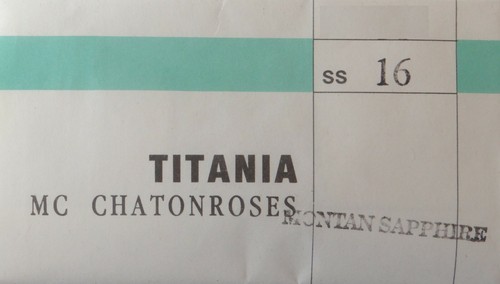 SS 16
TITANIA
MC CHATONROSES
MONTAN SAPPHIRE